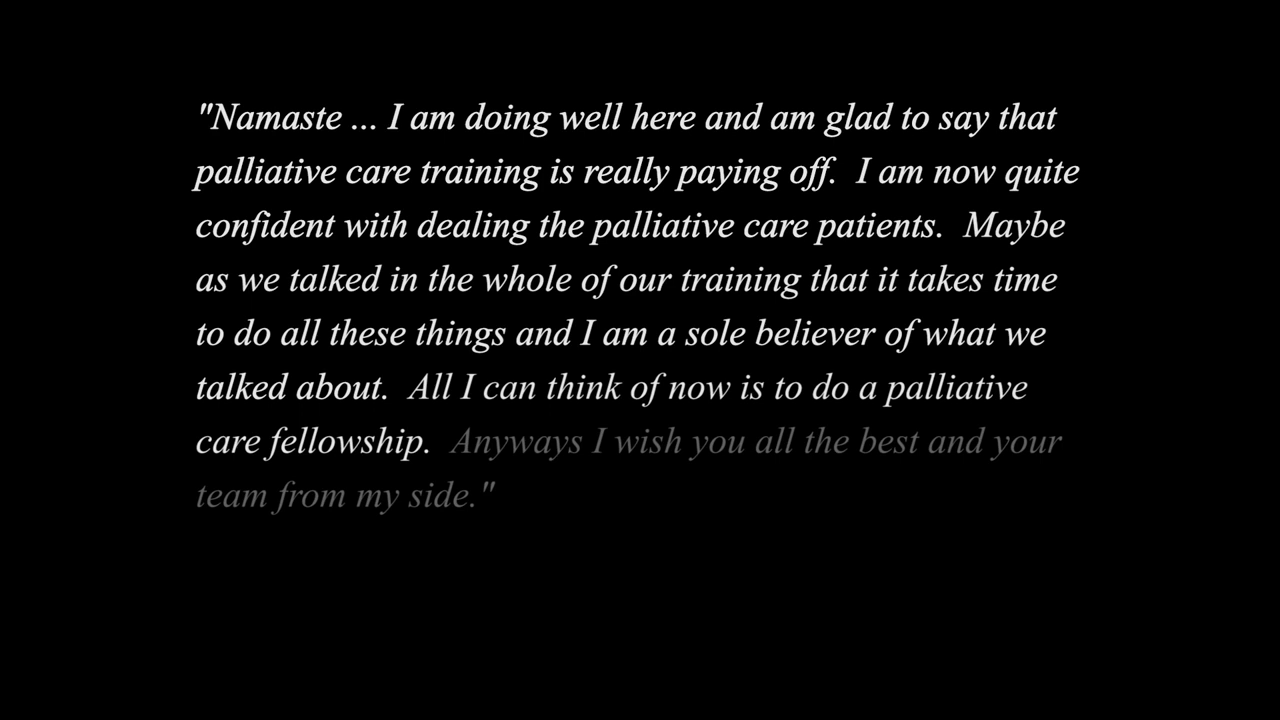 "Namaste ... I am doing well here and am glad to say that
palliative care training is really paying off.  I am now quite
confident with dealing the palliative care patients.  Maybe
as we talked in the whole of our training that it takes time
to do all these things and I am a sole believer of what we
talked about.  All I can think of now is to do a palliative
care fellowship.  Anyways I wish you all the best and your
team from my side."